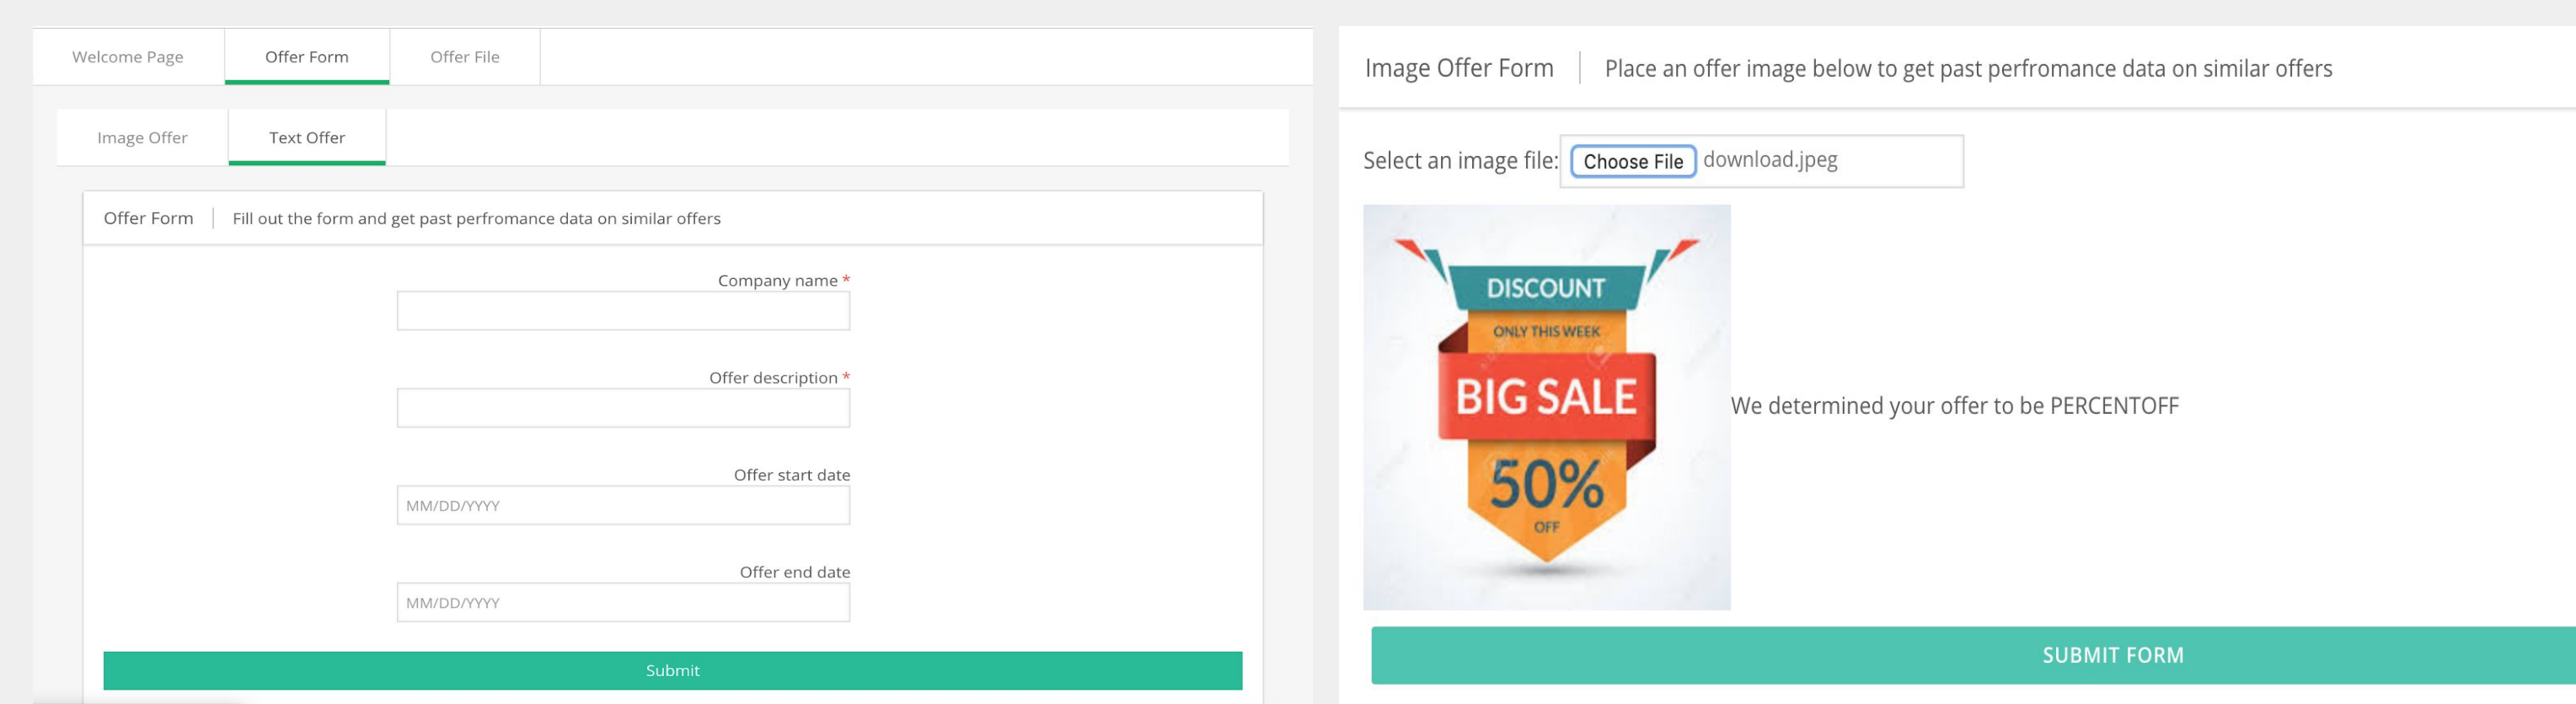 Welcome Page Offer Form Offer File
Image Offer Text Offer
Offer Form Fill out the form and get past perfromance data on similar offers
Company name *
Offer description *
Offer start date
MM/DD/YYYY
Offer end date
MM/DD/YYYY
Submit
Image Offer Form Place an offer image below to get past perfromance data on similar offers
Select an image file: Choose File download.jpeg
DISCOUNT
ONLY THIS WEEK
BIG SALE
50%
OFF
We determined your offer to be PERCENTOFF
SUBMIT FORM